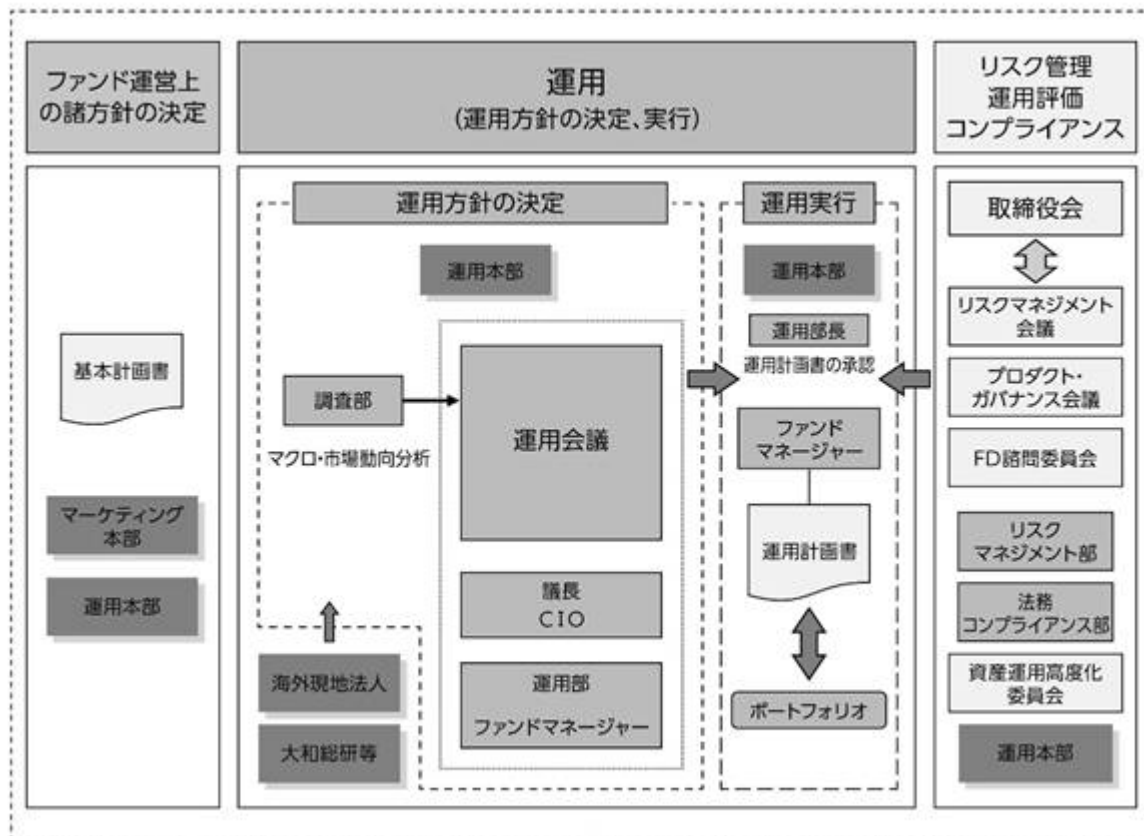 ファンド運営上
の諸方針の決定
運用
(運用方針の決定、実行)
リスク管理
運用評価
コンプライアンス
基本計画書
マーケティング
本部
運用本部
運用方針の決定
運用本部
調査部
マクロ・市場動向分析
運用会議
議長
CIO
運用部
ファンドマネージャー
海外現地法人
大和総研等
運用実行
運用本部
運用部長
運用計画書の承認
ファンド
マネージャー
運用計画書
ポートフォリオ
取締役会
リスクマネジメント
会議
プロダクト・
ガバナンス会議
FD諮問委員会
リスク
マネジメント部
法務
コンプライアンス部
資産運用高度化
委員会
運用本部